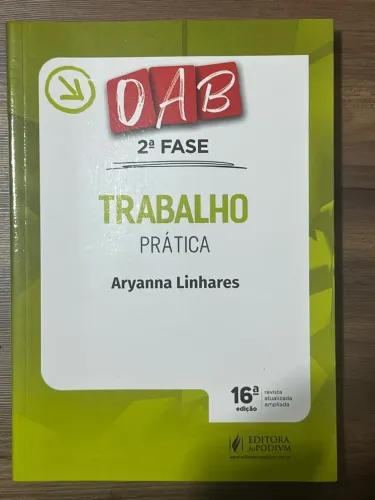 OAB
2ª FASE
TRABALHO
PRÁTICA
Aryanna Linhares
16ª
edição
revista
atualizada
ampliada
EDITORA
JusPODIVM